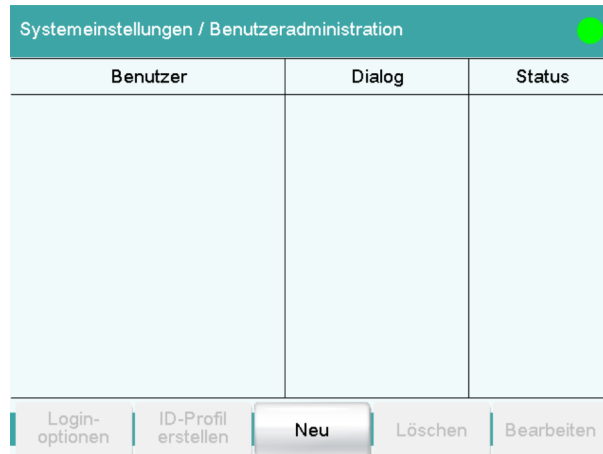 Systemeinstellungen / Benutzeradministration
Benutzer Dialog Status
Login-
optionen
ID-Profil
erstellen
Neu
Löschen
Bearbeiten